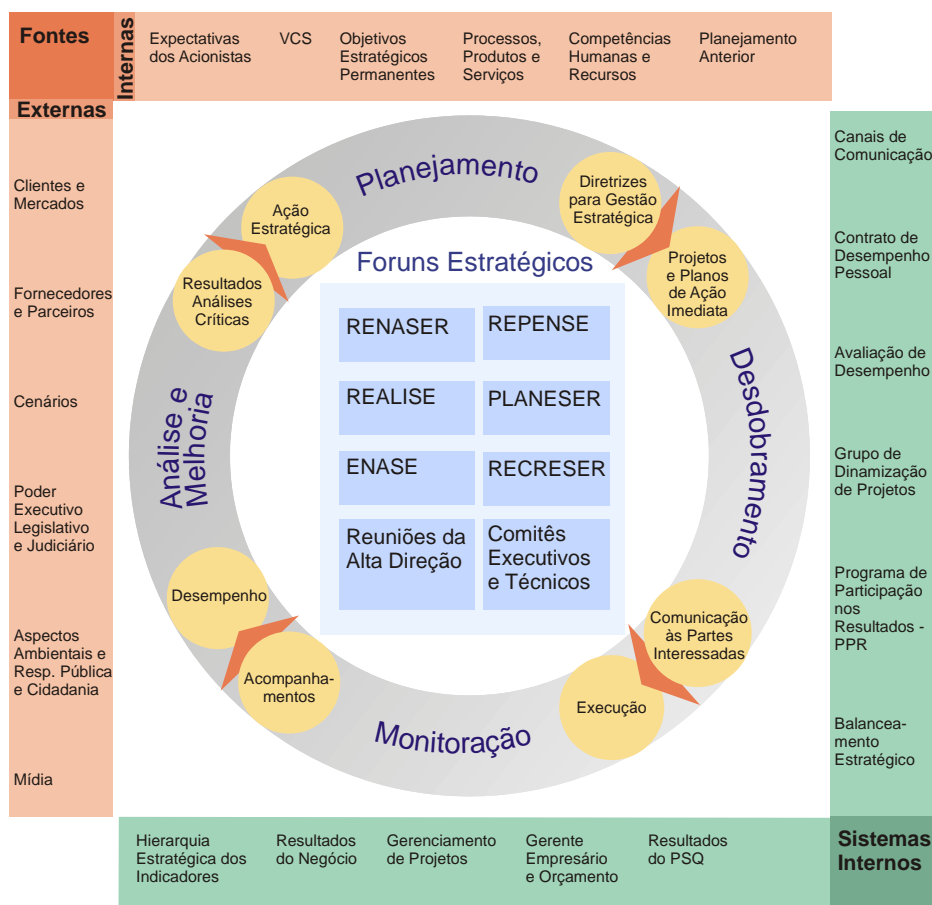 Fontes
Internas
Expectativas
dos Acionistas
VCS
Objetivos
Estratégicos
Permanentes
Processos,
Produtos e
Serviços
Competências
Humanas e
Recursos
Planejamento
Anterior
Externas
Clientes e
Mercados
Fornecedores
e Parceiros
Cenários
Poder
Executivo
Legislativo
e Judiciário
Aspectos
Ambientais e
Resp. Pública
e Cidadania
Mídia
Planejamento
Ação
Estratégica
Resultados
Análises
Críticas
Diretrizes
para Gestão
Estratégica
Projetos
e Planos
de Ação
Imediata
Foruns Estratégicos
RENASER
REPENSE
REALISE
PLANESER
ENASE
RECRESER
Reuniões da
Alta Direção
Comitês
Executivos
e Técnicos
Análise e
Melhoria
Desdobramento
Desempenho
Acompanha-
mentos
Comunicação
às Partes
Interessadas
Execução
Monitoração
Canais de
Comunicação
Contrato de
Desempenho
Pessoal
Avaliação de
Desempenho
Grupo de
Dinamização
de Projetos
Programa de
Participação
nos
Resultados -
PPR
Balancea-
mento
Estratégico
Hierarquia
Estratégica dos
Indicadores
Resultados
do Negócio
Gerenciamento
de Projetos
Gerente
Empresário
e Orçamento
Resultados
do PSQ
Sistemas
Internos